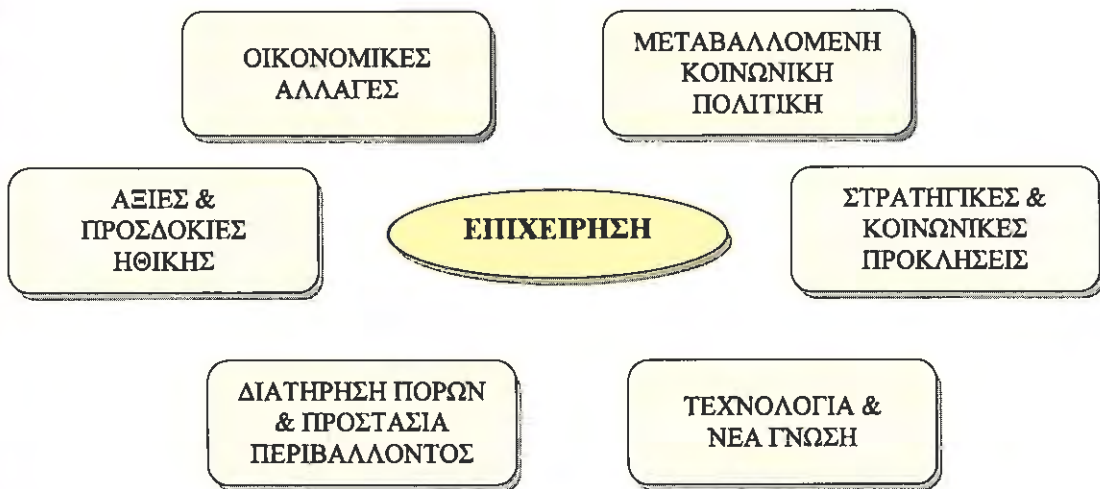 ΟΙΚΟΝΟΜΙΚΕΣ
ΑΛΛΑΓΕΣ
ΜΕΤΑΒΑΛΛΟΜΕΝΗ
ΚΟΙΝΩΝΙΚΗ
ΠΟΛΙΤΙΚΗ
ΑΞΙΕΣ &
ΠΡΟΣΔΟΚΙΕΣ
ΗΘΙΚΗΣ
ΕΠΙΧΕΙΡΗΣΗ
ΣΤΡΑΤΗΓΙΚΕΣ &
ΚΟΙΝΩΝΙΚΕΣ
ΠΡΟΚΛΗΣΕΙΣ
ΔΙΑΤΗΡΗΣΗ ΠΟΡΩΝ
& ΠΡΟΣΤΑΣΙΑ
ΠΕΡΙΒΑΛΛΟΝΤΟΣ
ΤΕΧΝΟΛΟΓΙΑ &
ΝΕΑ ΓΝΩΣΗ